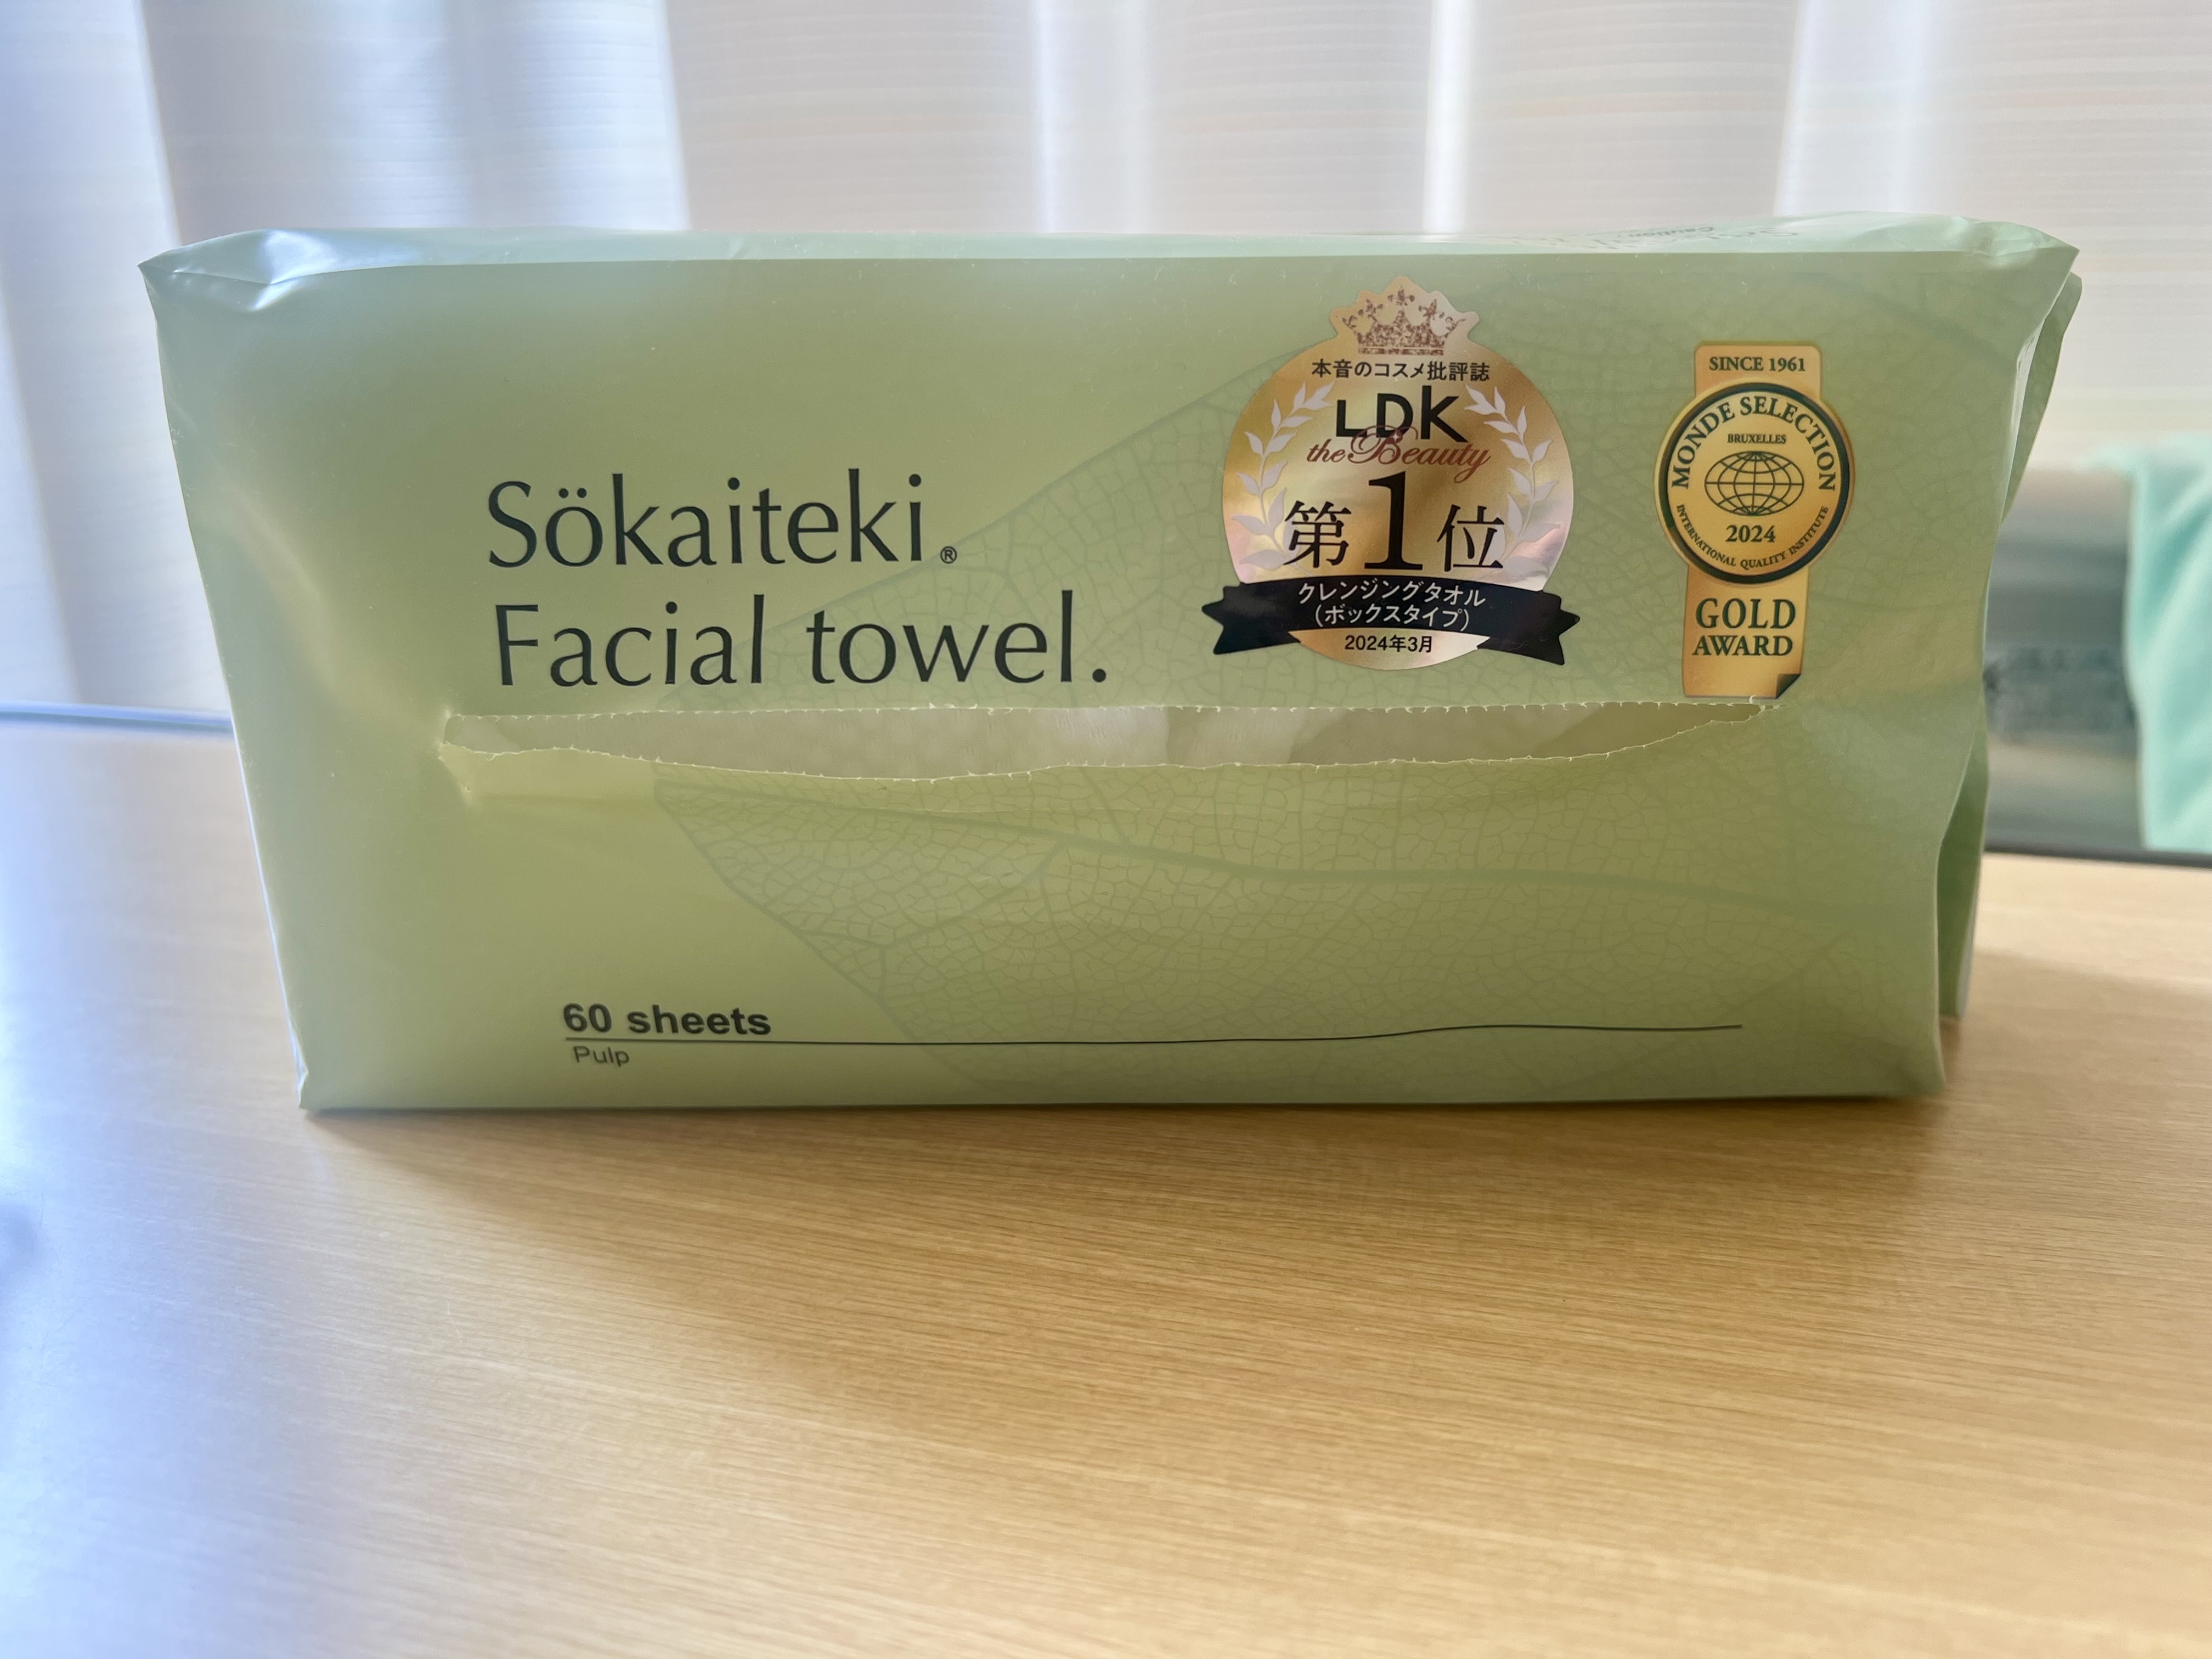 本音のコスメ批評誌
LDK
the Beauty
第1位
クレンジングタオル
(ボックスタイプ)
2024年3月
SINCE 1961
MONDE SELECTION
BRUXELLES
2024
INTERNATIONAL QUALITY INSTITUTE
GOLD
AWARD
Sökaiteki®
Facial towel.
60 sheets
Pulp